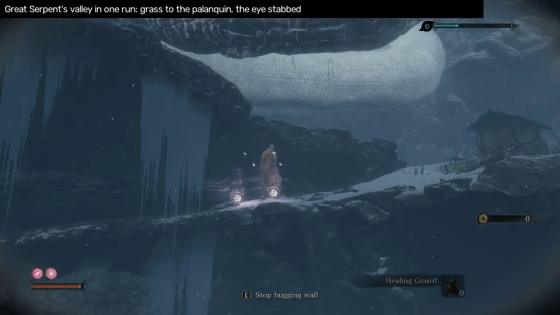 Great Serpent's valley in one run: grass to the palanquin, the eye stabbed
0
0
Healing Gourd
0
E: Stop hugging wall